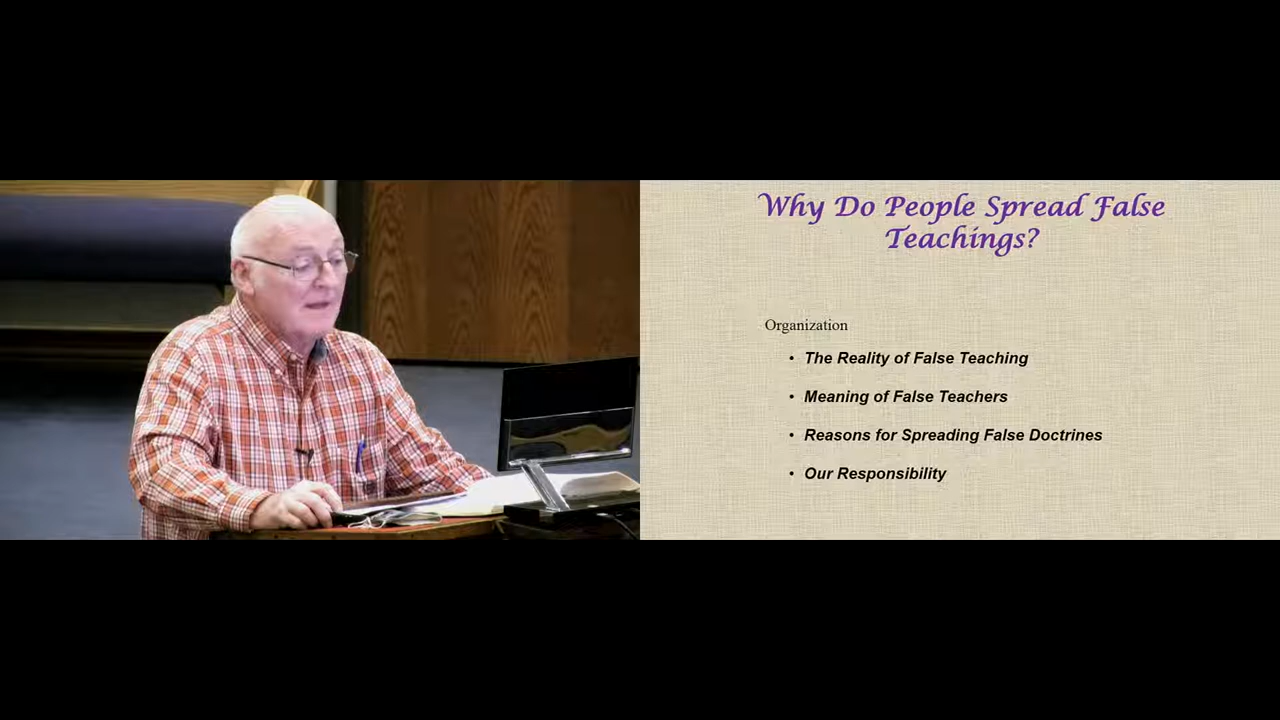 Why Do People Spread False
Teachings?
Organization
• The Reality of False Teaching
• Meaning of False Teachers
• Reasons for Spreading False Doctrines
• Our Responsibility